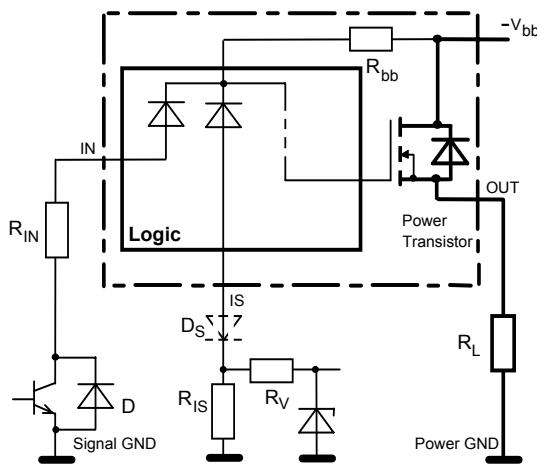 −Vbb
Rbb
IN
OUT
RIN
Logic
Power
Transistor
IS
DS
RL
RIS
RV
D
Signal GND
Power GND